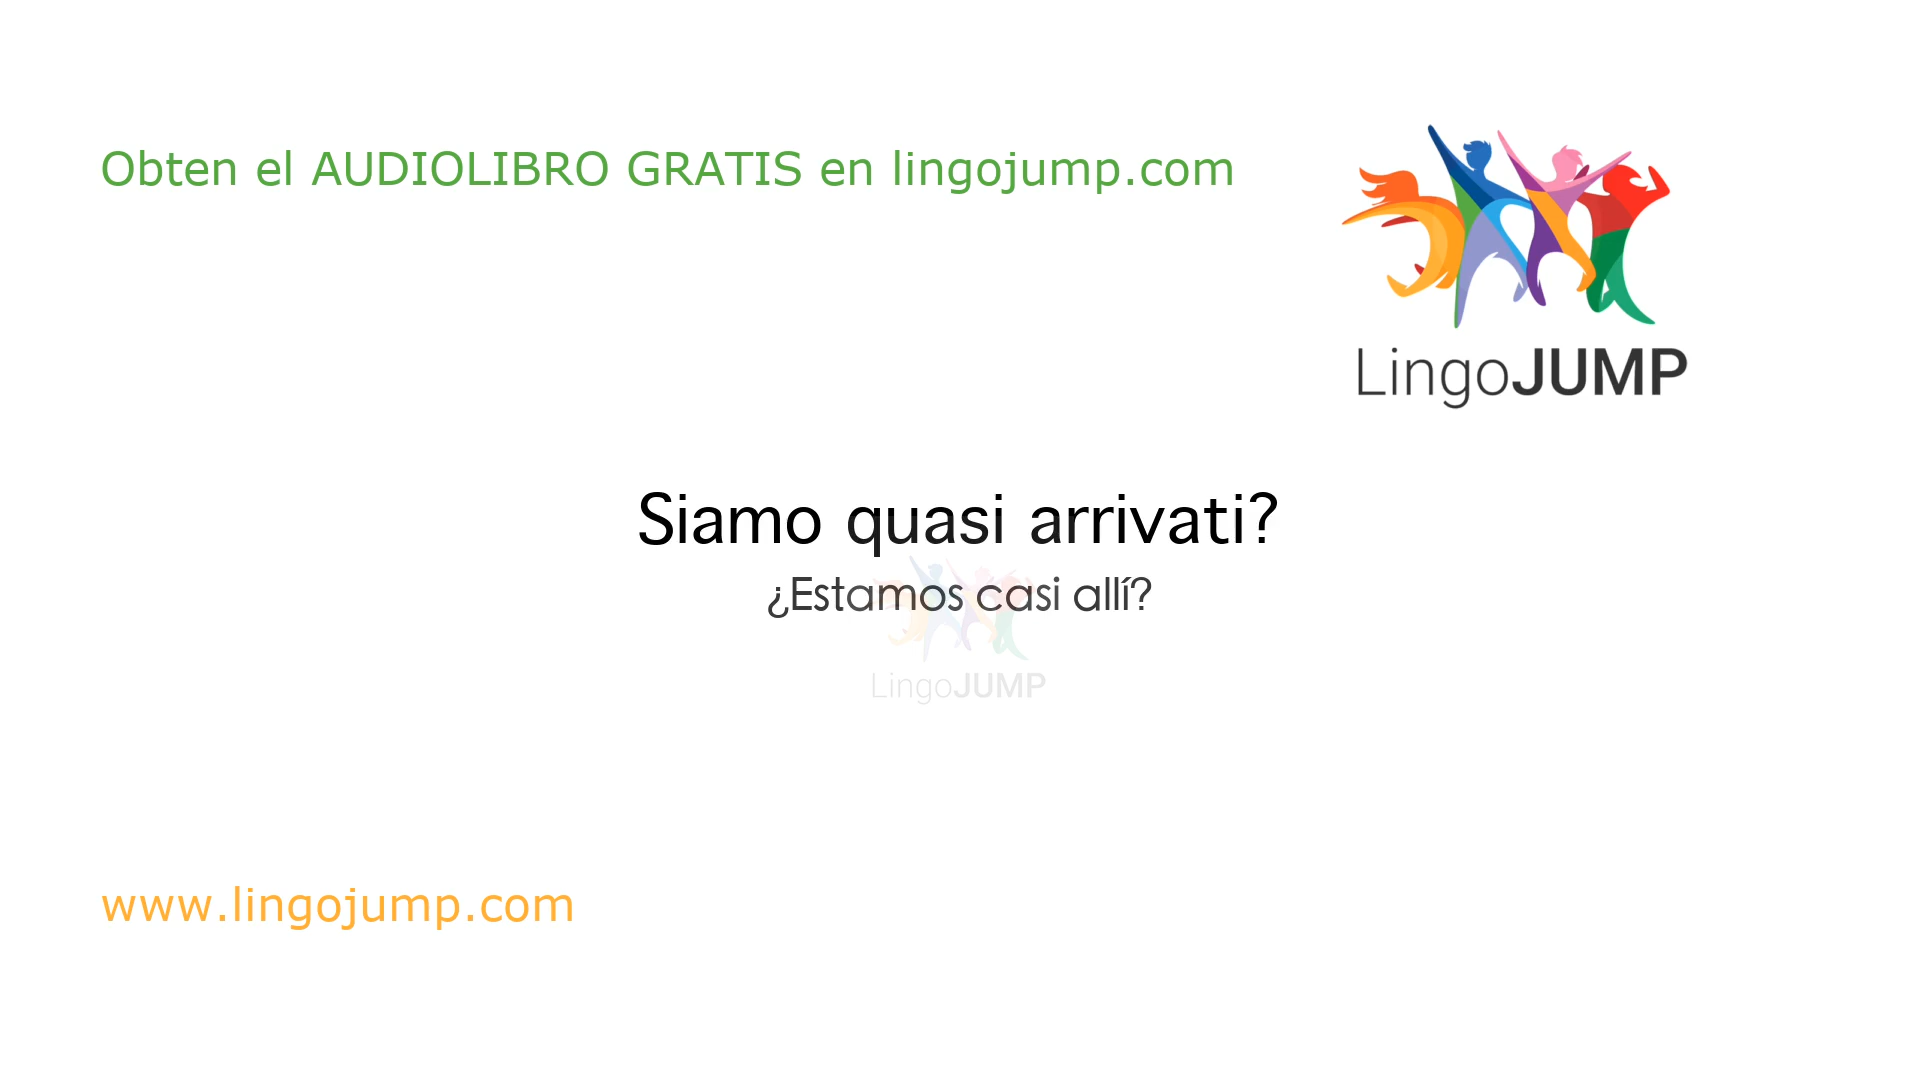 Obten el AUDIOLIBRO GRATIS en lingojump.com
LingoJUMP
Siamo quasi arrivati?
¿Estamos casi allí?
LingoJUMP
www.lingojump.com